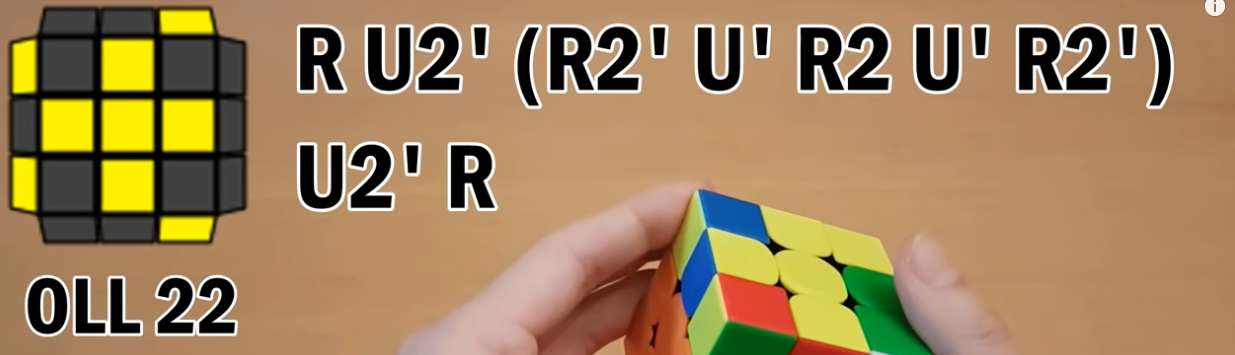 R U2' (R2' U' R2 U' R2')
U2' R
OLL 22